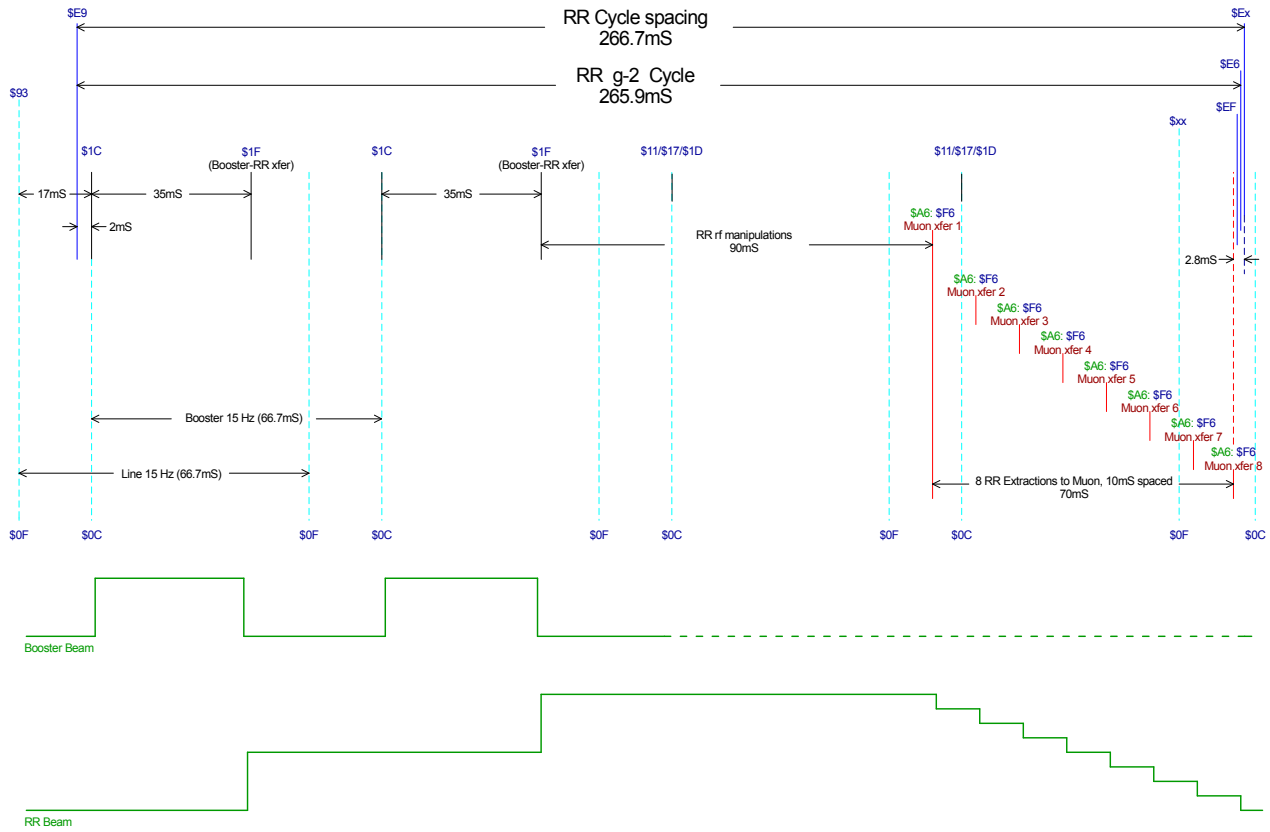 $E9
RR Cycle spacing
266.7mS
$Ex
RR g-2 Cycle
265.9mS
$E6
$93
$EF
$xx
$1C
$1F
(Booster-RR xfer)
$1C
$1F
(Booster-RR xfer)
$11/$17/$1D
$11/$17/$1D
17mS
35mS
35mS
2mS
RR rf manipulations
90mS
$A6: $F6
Muon xfer 1
2.8mS
$A6: $F6
Muon xfer 2
$A6: $F6
Muon xfer 3
$A6: $F6
Muon xfer 4
$A6: $F6
Muon xfer 5
$A6: $F6
Muon xfer 6
$A6: $F6
Muon xfer 7
$A6: $F6
Muon xfer 8
Booster 15 Hz (66.7mS)
Line 15 Hz (66.7mS)
8 RR Extractions to Muon, 10mS spaced
70mS
$0F
$0C
$0F
$0C
$0F
$0C
$0F
$0C
$0F
$0C
Booster Beam
RR Beam